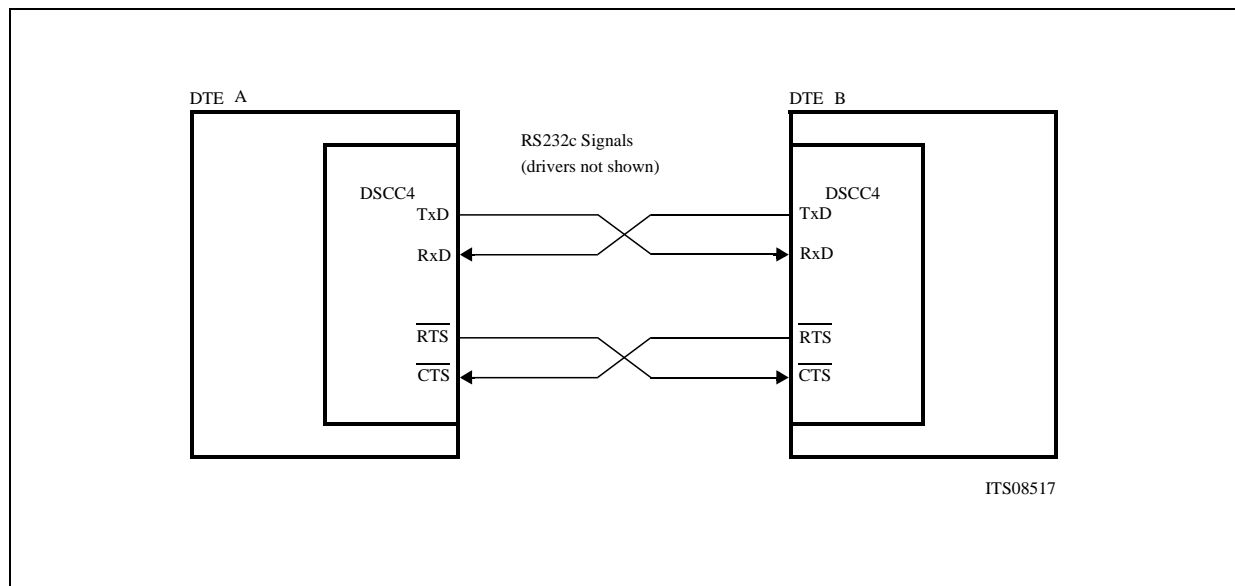 DTE A
DTE B
RS232c Signals
(drivers not shown)
DSCC4
DSCC4
TxD
TxD
RxD
RxD
RTS
RTS
CTS
CTS
ITS08517